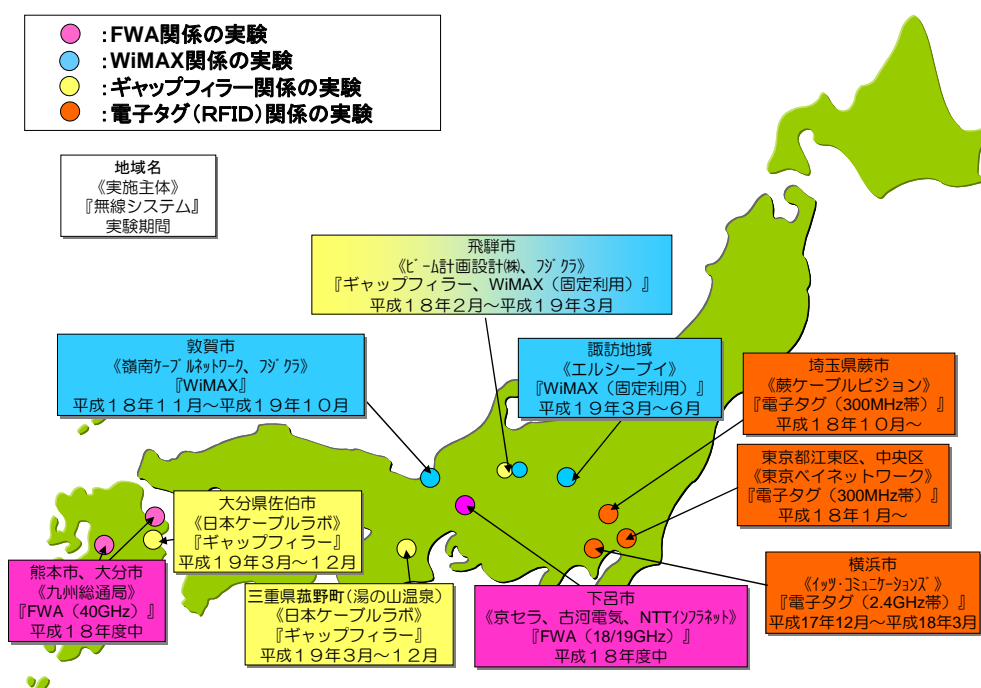 ：FWA関係の実験
：WiMAX関係の実験
：ギャップフィラー関係の実験
：電子タグ（RFID）関係の実験
地域名
《実施主体》
『無線システム』
実験期間
飛騨市
《ﾋﾞｰﾑ計画設計㈱、ﾌｼﾞｸﾗ》
『ギャップフィラー、WiMAX（固定利用）』
平成１８年２月～平成１９年３月
敦賀市
《嶺南ｹｰﾌﾞﾙﾈｯﾄﾜｰｸ、ﾌｼﾞｸﾗ》
『WiMAX』
平成１８年１１月～平成１９年１０月
諏訪地域
《エルシーブイ》
『WiMAX（固定利用）』
平成１９年３月～６月
埼玉県蕨市
《蕨ケーブルビジョン》
『電子タグ（300MHz帯）』
平成１８年１０月～
東京都江東区、中央区
《東京ベイネットワーク》
『電子タグ（300MHz帯）』
平成１８年１月～
大分県佐伯市
《日本ケーブルラボ》
『ギャップフィラー』
平成１９年３月～１２月
熊本市、大分市
《九州総通局》
『FWA（40GHz）』
平成１８年度中
三重県菰野町（湯の山温泉）
《日本ケーブルラボ》
『ギャップフィラー』
平成１９年３月～１２月
下呂市
《京セラ、古河電気、NTTｲﾝﾌﾗﾈｯﾄ》
『FWA（18/19GHz）』
平成１８年度中
横浜市
《ｲｯﾂ･ｺﾐｭﾆｹｰｼｮﾝｽﾞ》
『電子タグ（2.4GHz帯）』
平成17年12月～平成18年3月